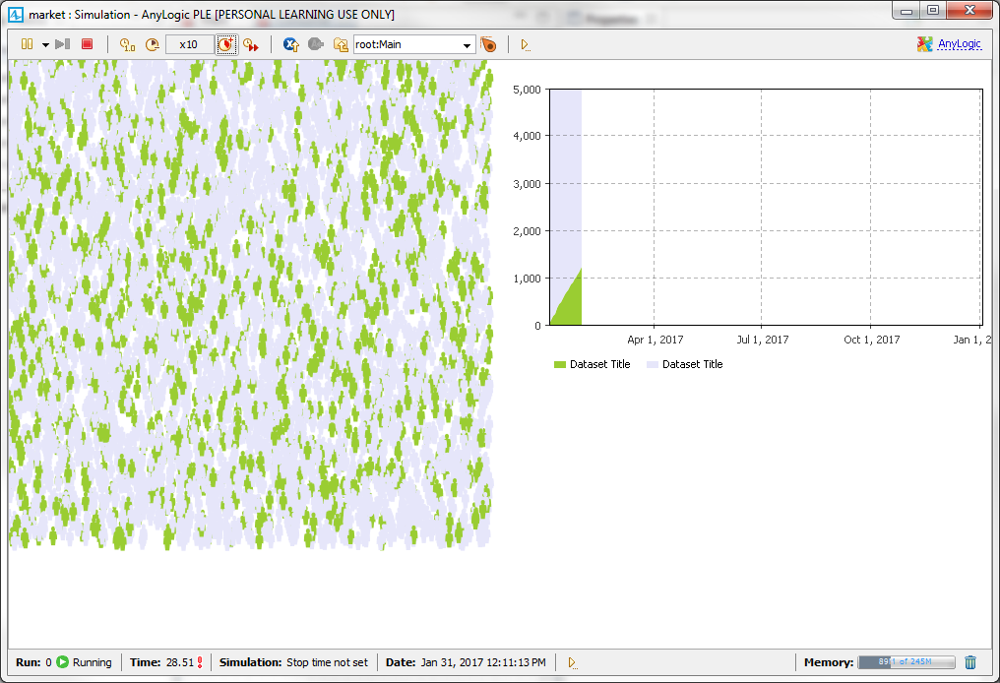 market : Simulation - AnyLogic PLE [PERSONAL LEARNING USE ONLY]
x10
root:Main
AnyLogic
5,000
4,000
3,000
2,000
1,000
0
Apr 1, 2017
Jul 1, 2017
Oct 1, 2017
Jan 1, 2
Dataset Title
Dataset Title
Run: 0 Running Time: 28.51 Simulation: Stop time not set Date: Jan 31, 2017 12:11:13 PM Memory: of 245M